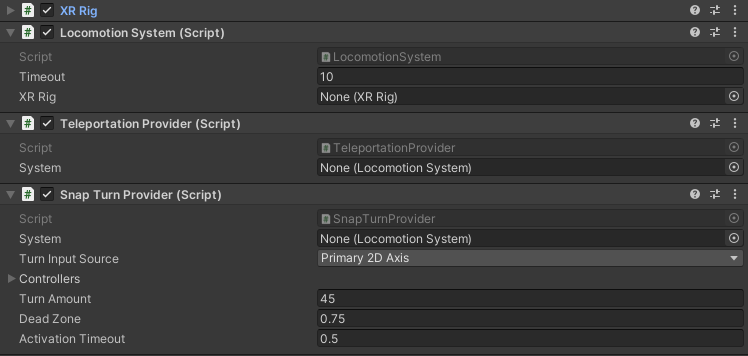 # XR Rig
# Locomotion System (Script)
Script # LocomotionSystem
Timeout 10
XR Rig None (XR Rig)
# Teleportation Provider (Script)
Script # TeleportationProvider
System None (Locomotion System)
# Snap Turn Provider (Script)
Script # SnapTurnProvider
System None (Locomotion System)
Turn Input Source Primary 2D Axis
Controllers
Turn Amount 45
Dead Zone 0.75
Activation Timeout 0.5